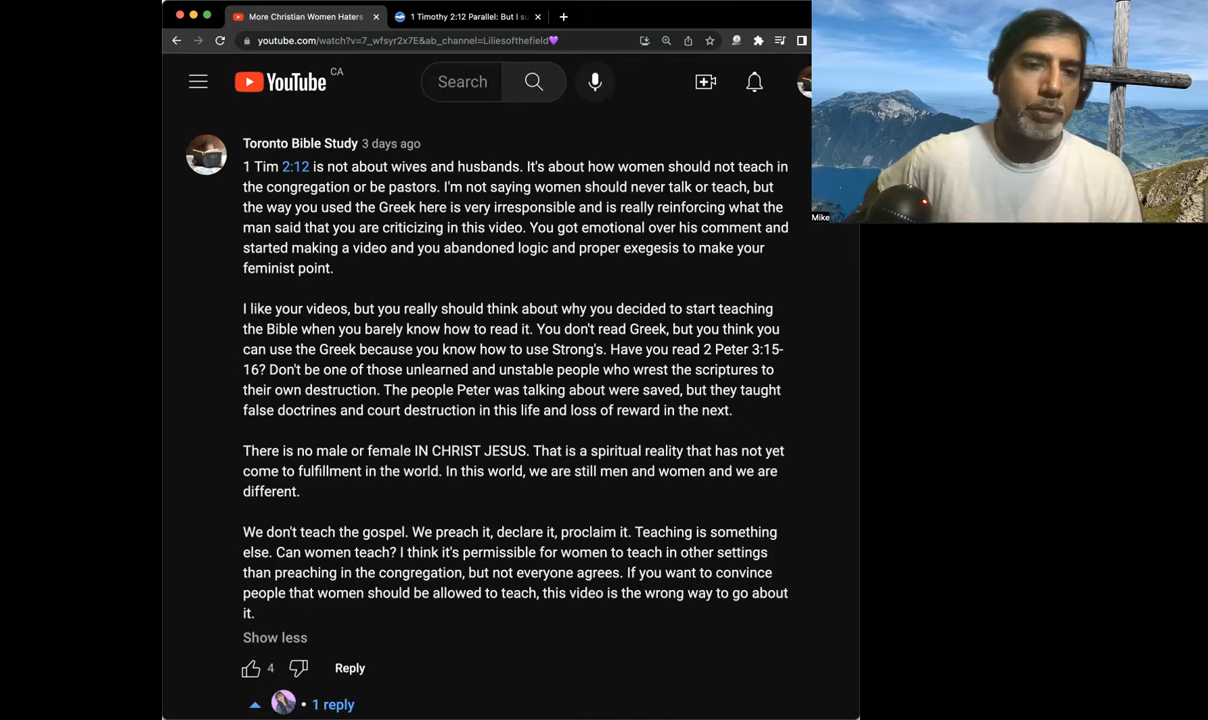 More Christian Women Haters
1 Timothy 2:12 Parallel: But I su
youtube.com/watch?v=7_wfsyr2x7E&ab_channel=Liliesofthefield💜
YouTube CA
Search
Mike
Toronto Bible Study 3 days ago
1 Tim 2:12 is not about wives and husbands. It's about how women should not teach in
the congregation or be pastors. I'm not saying women should never talk or teach, but
the way you used the Greek here is very irresponsible and is really reinforcing what the
man said that you are criticizing in this video. You got emotional over his comment and
started making a video and you abandoned logic and proper exegesis to make your
feminist point.
I like your videos, but you really should think about why you decided to start teaching
the Bible when you barely know how to read it. You don't read Greek, but you think you
can use the Greek because you know how to use Strong's. Have you read 2 Peter 3:15-
16? Don't be one of those unlearned and unstable people who wrest the scriptures to
their own destruction. The people Peter was talking about were saved, but they taught
false doctrines and court destruction in this life and loss of reward in the next.
There is no male or female IN CHRIST JESUS. That is a spiritual reality that has not yet
come to fulfillment in the world. In this world, we are still men and women and we are
different.
We don't teach the gospel. We preach it, declare it, proclaim it. Teaching is something
else. Can women teach? I think it's permissible for women to teach in other settings
than preaching in the congregation, but not everyone agrees. If you want to convince
people that women should be allowed to teach, this video is the wrong way to go about
it.
Show less
4 Reply
• 1 reply